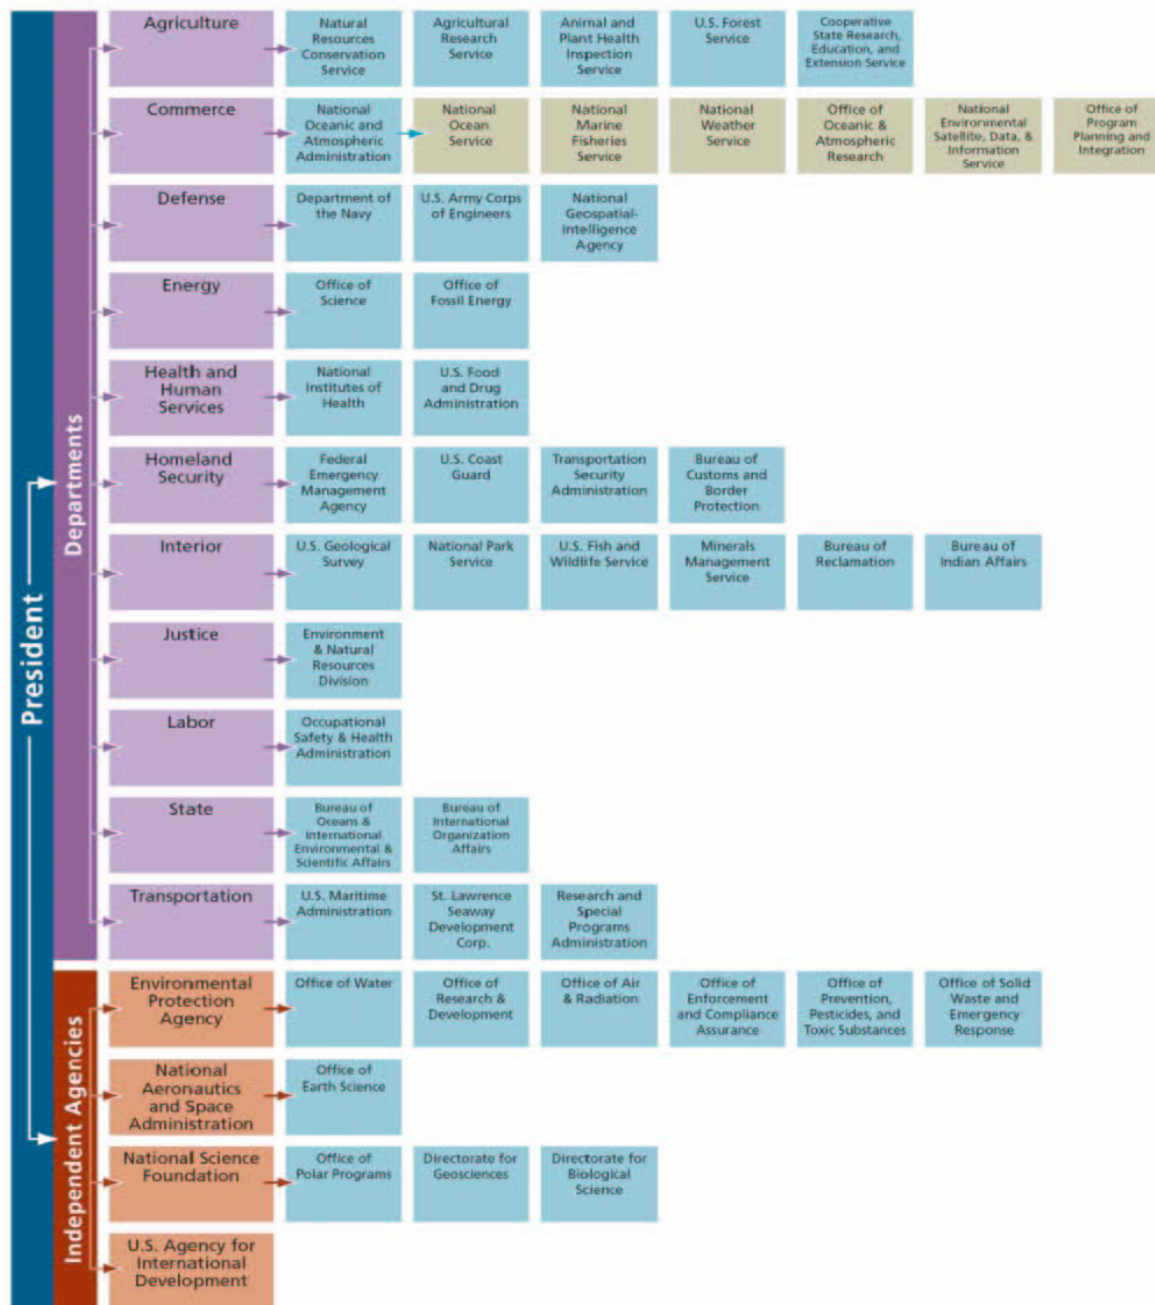 President
Departments
Independent Agencies
Agriculture
Natural
Resources
Conservation
Service
Agricultural
Research
Service
Animal and
Plant Health
Inspection
Service
U.S. Forest
Service
Cooperative
State Research,
Education, and
Extension Service
Commerce
National
Oceanic and
Atmospheric
Administration
National
Ocean
Service
National
Marine
Fisheries
Service
National
Weather
Service
Office of
Oceanic &
Atmospheric
Research
National
Environmental
Satellite, Data, &
Information
Service
Office of
Program
Planning and
Integration
Defense
Department of
the Navy
U.S. Army Corps
of Engineers
National
Geospatial-
Intelligence
Agency
Energy
Office of
Science
Office of
Fossil Energy
Health and
Human
Services
National
Institutes of
Health
U.S. Food
and Drug
Administration
Homeland
Security
Federal
Emergency
Management
Agency
U.S. Coast
Guard
Transportation
Security
Administration
Bureau of
Customs and
Border
Protection
Interior
U.S. Geological
Survey
National Park
Service
U.S. Fish and
Wildlife Service
Minerals
Management
Service
Bureau of
Reclamation
Bureau of
Indian Affairs
Justice
Environment
& Natural
Resources
Division
Labor
Occupational
Safety & Health
Administration
State
Bureau of
Oceans &
International
Environmental &
Scientific Affairs
Bureau of
International
Organization
Affairs
Transportation
U.S. Maritime
Administration
St. Lawrence
Seaway
Development
Corp.
Research and
Special
Programs
Administration
Environmental
Protection
Agency
Office of Water
Office of
Research &
Development
Office of Air
& Radiation
Office of
Enforcement
and Compliance
Assurance
Office of
Prevention,
Pesticides, and
Toxic Substances
Office of Solid
Waste and
Emergency
Response
National
Aeronautics
and Space
Administration
Office of
Earth Science
National Science
Foundation
Office of
Polar Programs
Directorate for
Geosciences
Directorate for
Biological
Science
U.S. Agency for
International
Development